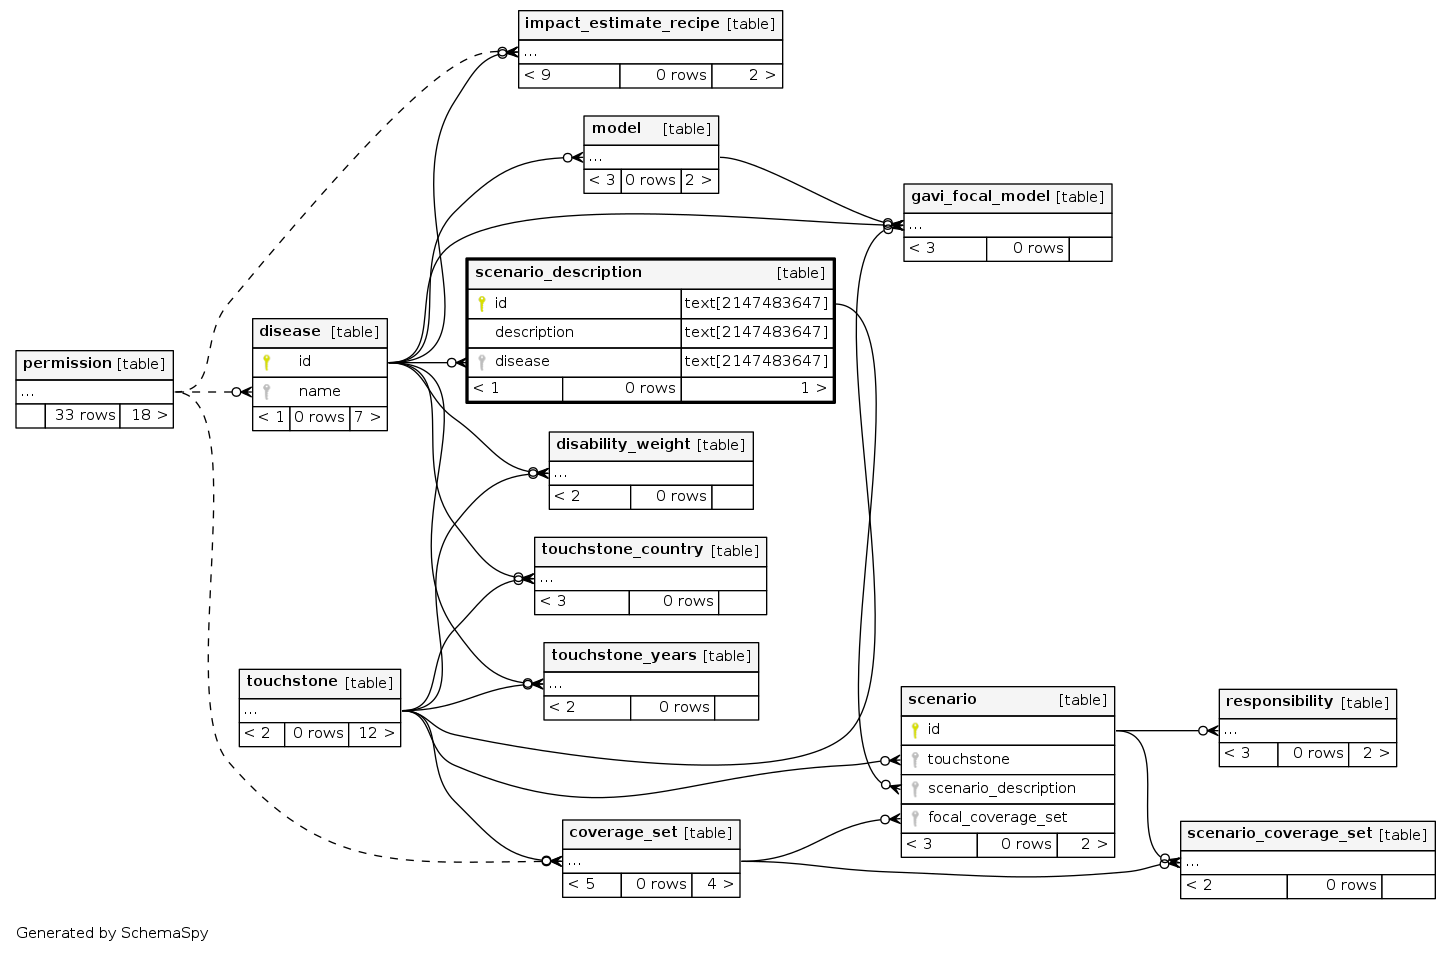 impact_estimate_recipe [table]
...
< 9 0 rows 2 >
model [table]
...
< 3 0 rows 2 >
gavi_focal_model [table]
...
< 3 0 rows
scenario_description [table]
id text[2147483647]
description text[2147483647]
disease text[2147483647]
< 1 0 rows 1 >
disease [table]
id
name
< 1 0 rows 7 >
permission [table]
...
33 rows 18 >
disability_weight [table]
...
< 2 0 rows
touchstone_country [table]
...
< 3 0 rows
touchstone_years [table]
...
< 2 0 rows
touchstone [table]
...
< 2 0 rows 12 >
scenario [table]
id
touchstone
scenario_description
focal_coverage_set
< 3 0 rows 2 >
responsibility [table]
...
< 3 0 rows 2 >
coverage_set [table]
...
< 5 0 rows 4 >
scenario_coverage_set [table]
...
< 2 0 rows
Generated by SchemaSpy